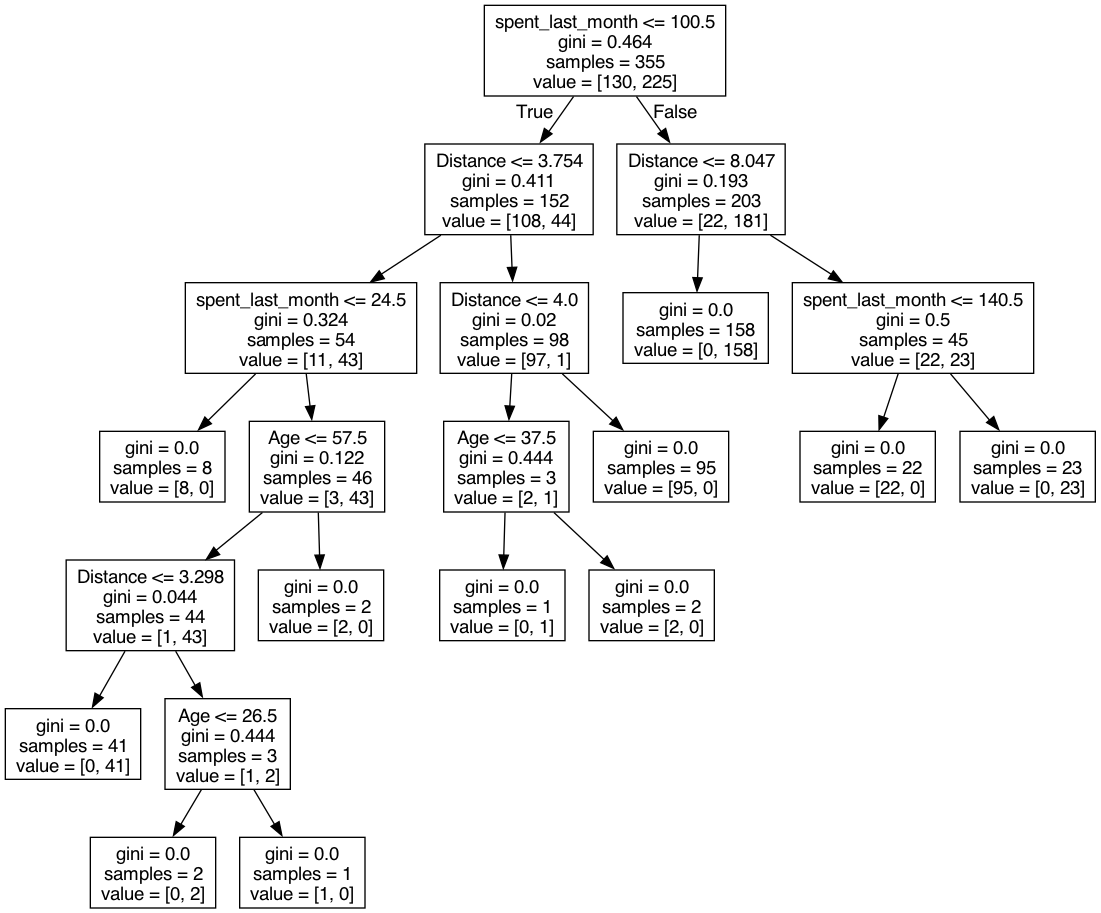 spent_last_month <= 100.5
gini = 0.464
samples = 355
value = [130, 225]
True
False
Distance <= 3.754
gini = 0.411
samples = 152
value = [108, 44]
Distance <= 8.047
gini = 0.193
samples = 203
value = [22, 181]
spent_last_month <= 24.5
gini = 0.324
samples = 54
value = [11, 43]
Distance <= 4.0
gini = 0.02
samples = 98
value = [97, 1]
gini = 0.0
samples = 158
value = [0, 158]
spent_last_month <= 140.5
gini = 0.5
samples = 45
value = [22, 23]
gini = 0.0
samples = 8
value = [8, 0]
Age <= 57.5
gini = 0.122
samples = 46
value = [3, 43]
Age <= 37.5
gini = 0.444
samples = 3
value = [2, 1]
gini = 0.0
samples = 95
value = [95, 0]
gini = 0.0
samples = 22
value = [22, 0]
gini = 0.0
samples = 23
value = [0, 23]
Distance <= 3.298
gini = 0.044
samples = 44
value = [1, 43]
gini = 0.0
samples = 2
value = [2, 0]
gini = 0.0
samples = 1
value = [0, 1]
gini = 0.0
samples = 2
value = [2, 0]
gini = 0.0
samples = 41
value = [0, 41]
Age <= 26.5
gini = 0.444
samples = 3
value = [1, 2]
gini = 0.0
samples = 2
value = [0, 2]
gini = 0.0
samples = 1
value = [1, 0]